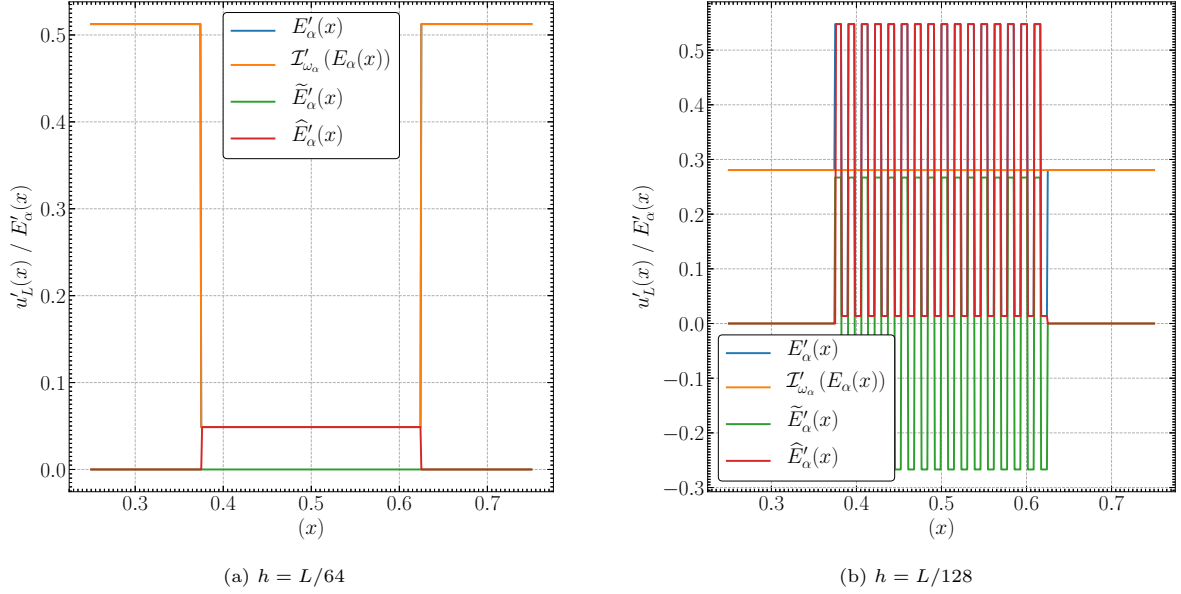 0.5
0.4
0.3
0.2
0.1
0.0
u′_L(x) / E′_α(x)
E′_α(x)
I′_{ω_α}(E_α(x))
Ẽ′_α(x)
Ê′_α(x)
0.3 0.4 0.5 0.6 0.7
(x)
(a) h = L/64
0.5
0.4
0.3
0.2
0.1
0.0
−0.1
−0.2
−0.3
u′_L(x) / E′_α(x)
E′_α(x)
I′_{ω_α}(E_α(x))
Ẽ′_α(x)
Ê′_α(x)
0.3 0.4 0.5 0.6 0.7
(x)
(b) h = L/128